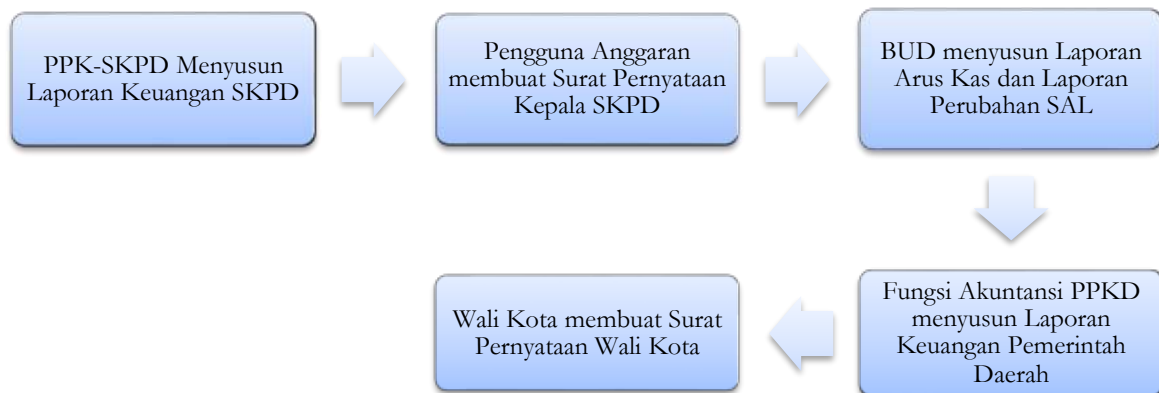 PPK-SKPD Menyusun
Laporan Keuangan SKPD
Pengguna Anggaran
membuat Surat Pernyataan
Kepala SKPD
BUD menyusun Laporan
Arus Kas dan Laporan
Perubahan SAL
Fungsi Akuntansi PPKD
menyusun Laporan
Keuangan Pemerintah
Daerah
Wali Kota membuat Surat
Pernyataan Wali Kota